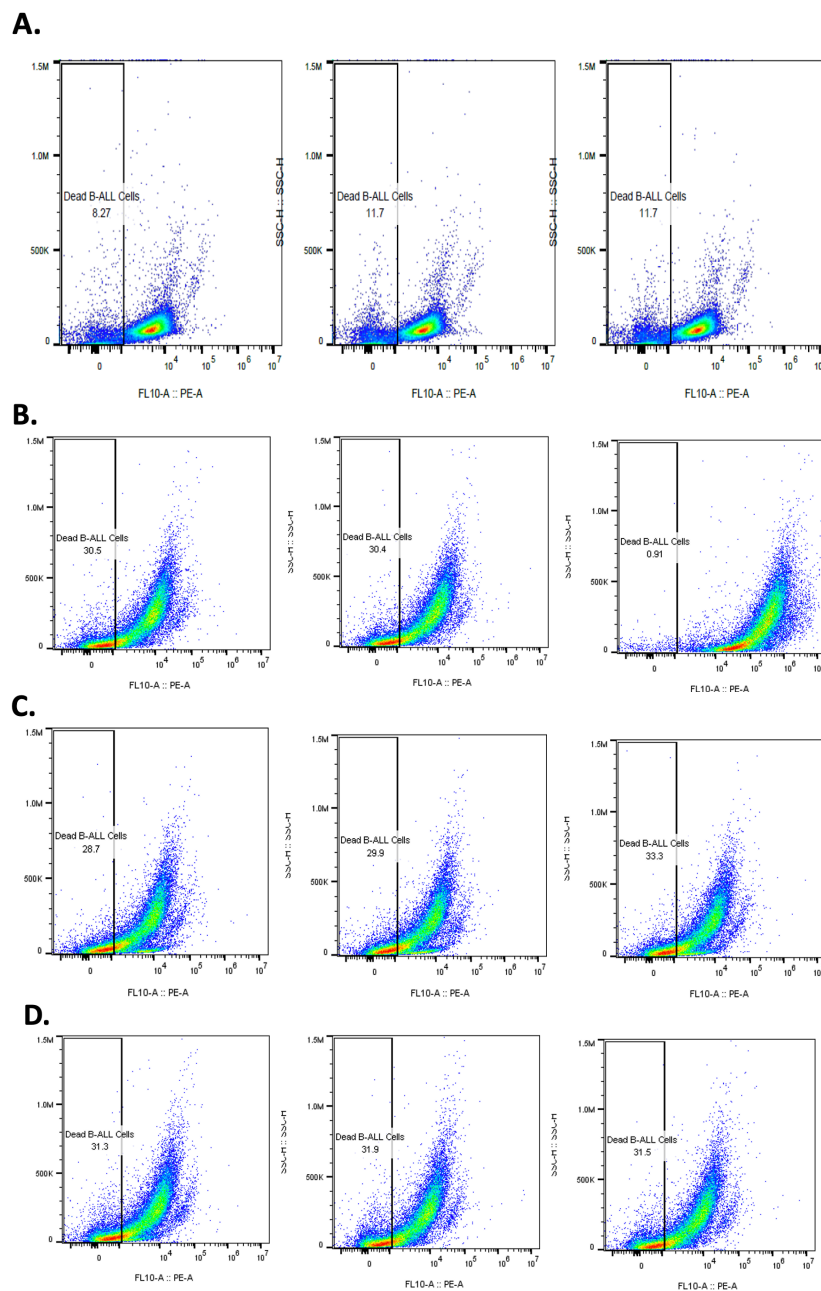 A.
1.5M
1.0M
500K
0
Dead B-ALL Cells
8.27
0 10^4 10^5 10^6 10^7
FL10-A :: PE-A
SSC-H :: SSC-H
1.5M
1.0M
500K
0
Dead B-ALL Cells
11.7
0 10^4 10^5 10^6 10^7
FL10-A :: PE-A
SSC-H :: SSC-H
1.5M
1.0M
500K
0
Dead B-ALL Cells
11.7
0 10^4 10^5 10^6 10^7
FL10-A :: PE-A
B.
1.5M
1.0M
500K
0
Dead B-ALL Cells
30.5
0 10^4 10^5 10^6 10^7
FL10-A :: PE-A
SSC-H :: SSC-H
1.5M
1.0M
500K
0
Dead B-ALL Cells
30.4
0 10^4 10^5 10^6 10^7
FL10-A :: PE-A
SSC-H :: SSC-H
1.5M
1.0M
500K
0
Dead B-ALL Cells
0.91
0 10^4 10^5 10^6
FL10-A :: PE-A
C.
1.5M
1.0M
500K
0
Dead B-ALL Cells
28.7
0 10^4 10^5 10^6 10^7
FL10-A :: PE-A
SSC-H :: SSC-H
1.5M
1.0M
500K
0
Dead B-ALL Cells
29.9
0 10^4 10^5 10^6 10^7
FL10-A :: PE-A
SSC-H :: SSC-H
1.5M
1.0M
500K
0
Dead B-ALL Cells
33.3
0 10^4 10^5 10^6
FL10-A :: PE-A
D.
1.5M
1.0M
500K
0
Dead B-ALL Cells
31.3
0 10^4 10^5 10^6 10^7
FL10-A :: PE-A
SSC-H :: SSC-H
1.5M
1.0M
500K
0
Dead B-ALL Cells
31.9
0 10^4 10^5 10^6 10^7
FL10-A :: PE-A
SSC-H :: SSC-H
1.5M
1.0M
500K
0
Dead B-ALL Cells
31.5
0 10^4 10^5 10^6 10^7
FL10-A :: PE-A